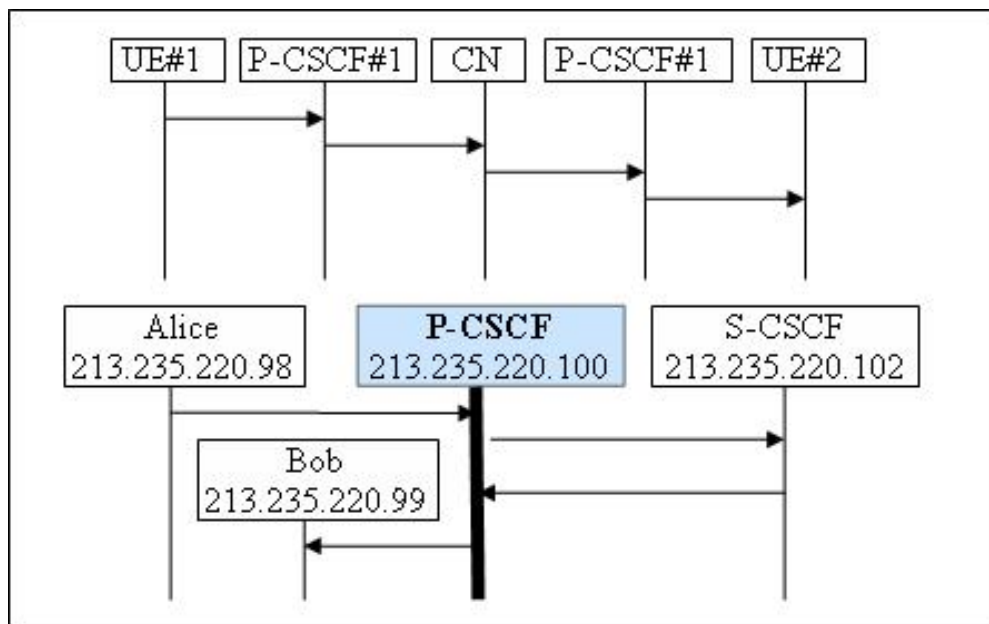 UE#1
P-CSCF#1
CN
P-CSCF#1
UE#2
Alice
213.235.220.98
P-CSCF
213.235.220.100
S-CSCF
213.235.220.102
Bob
213.235.220.99